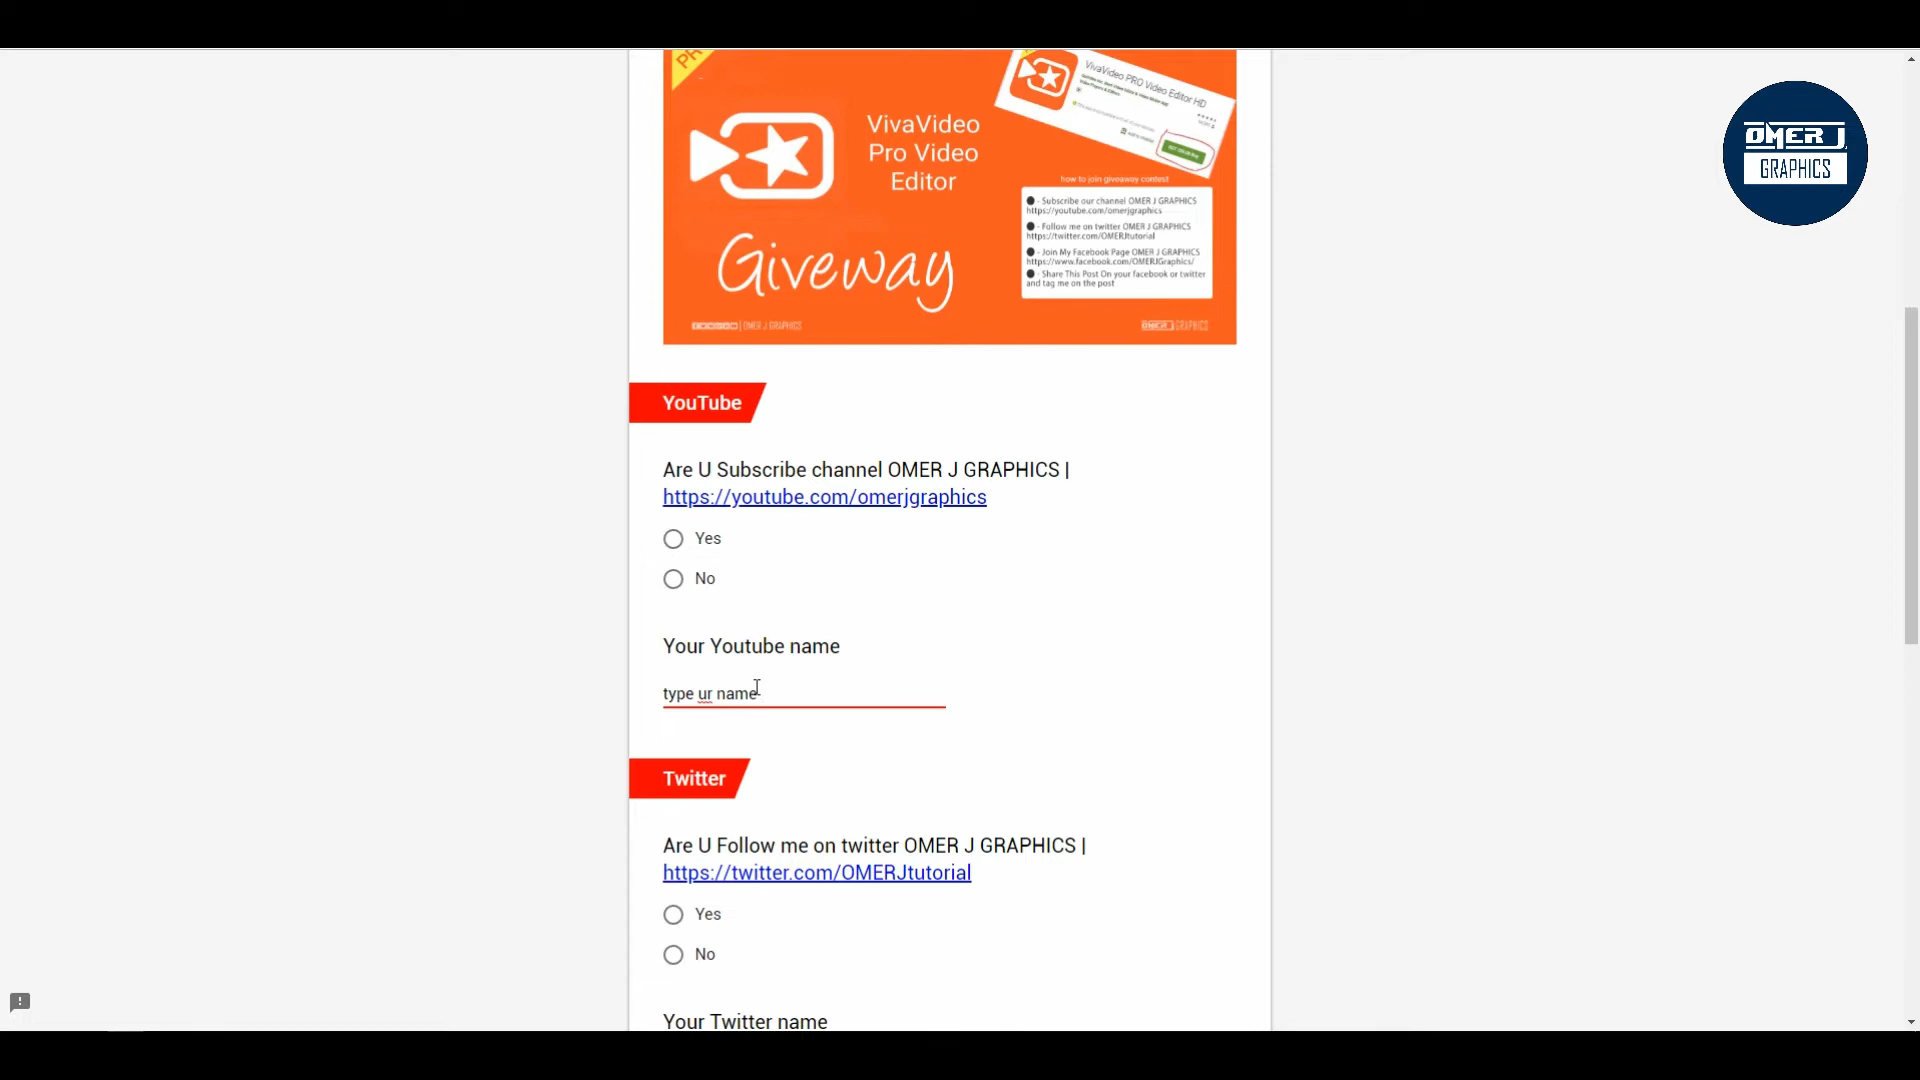 PR
VivaVideo PRO Video Editor HD
VivaVideo
Pro Video
Editor
Giveway
how to join giveaway contest
- Subscribe our channel OMER J GRAPHICS
https://youtube.com/omerjgraphics
- Follow me on twitter OMER J GRAPHICS
https://twitter.com/OMERJtutorial
- Join My Facebook Page OMER J GRAPHICS
https://www.facebook.com/OMERJGraphics/
- Share This Post On your facebook or twitter
and tag me on the post
| OMER J GRAPHICS
OMER J GRAPHICS
OMER J
GRAPHICS
YouTube
Are U Subscribe channel OMER J GRAPHICS |
https://youtube.com/omerjgraphics
Yes
No
Your Youtube name
type ur name
Twitter
Are U Follow me on twitter OMER J GRAPHICS |
https://twitter.com/OMERJtutorial
Yes
No
Your Twitter name